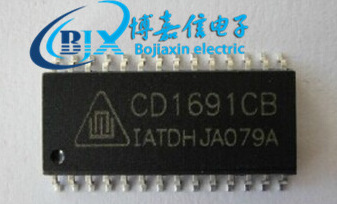 BJX 博嘉信电子
Bojiaxin electric
CD1691CB
IATDHJA079A